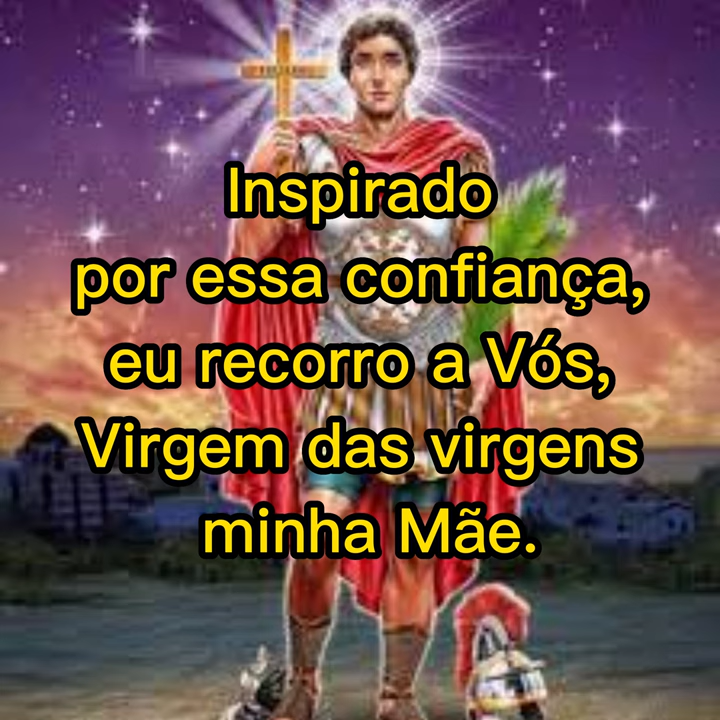 Inspirado
por essa confiança,
eu recorro a Vós,
Virgem das virgens
minha Mãe.